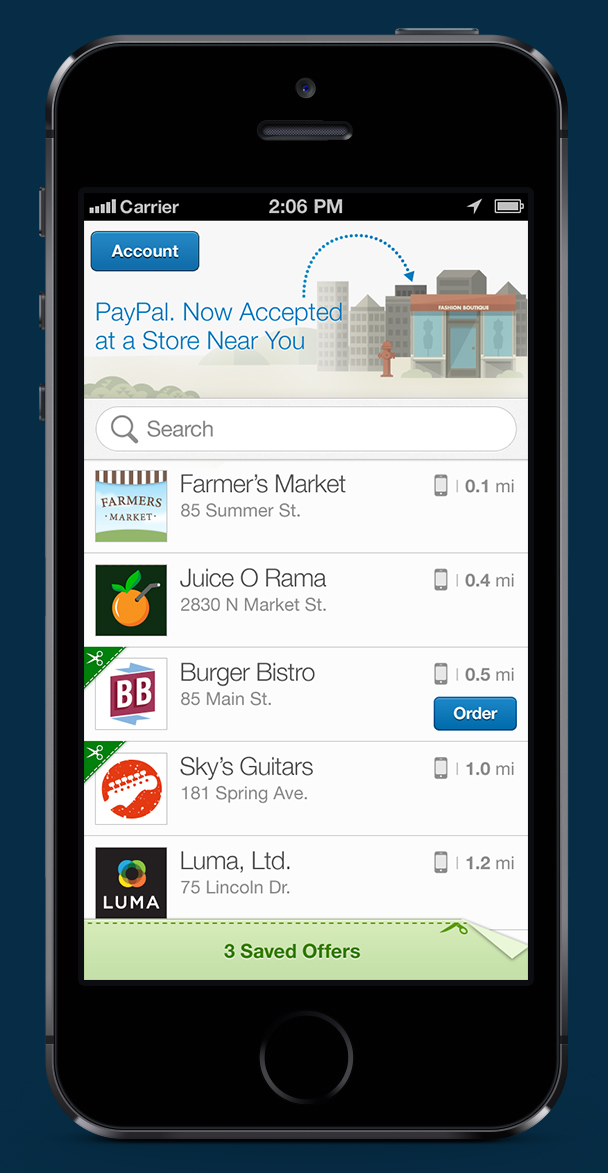 Carrier 2:06 PM
Account
PayPal. Now Accepted
at a Store Near You
FASHION BOUTIQUE
Search
FARMERS
· MARKET ·
Farmer's Market
85 Summer St.
0.1 mi
Juice O Rama
2830 N Market St.
0.4 mi
BB
Burger Bistro
85 Main St.
0.5 mi
Order
Sky's Guitars
181 Spring Ave.
1.0 mi
LUMA
Luma, Ltd.
75 Lincoln Dr.
1.2 mi
3 Saved Offers